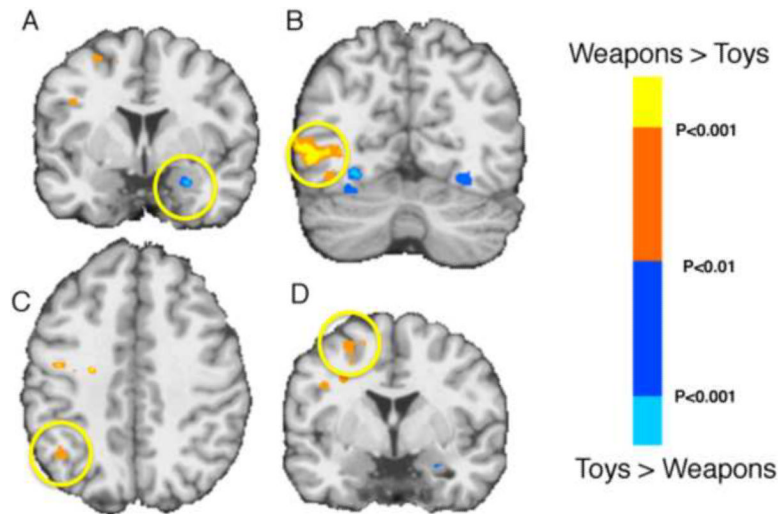 A
B
Weapons > Toys
P<0.001
P<0.01
C
D
P<0.001
Toys > Weapons